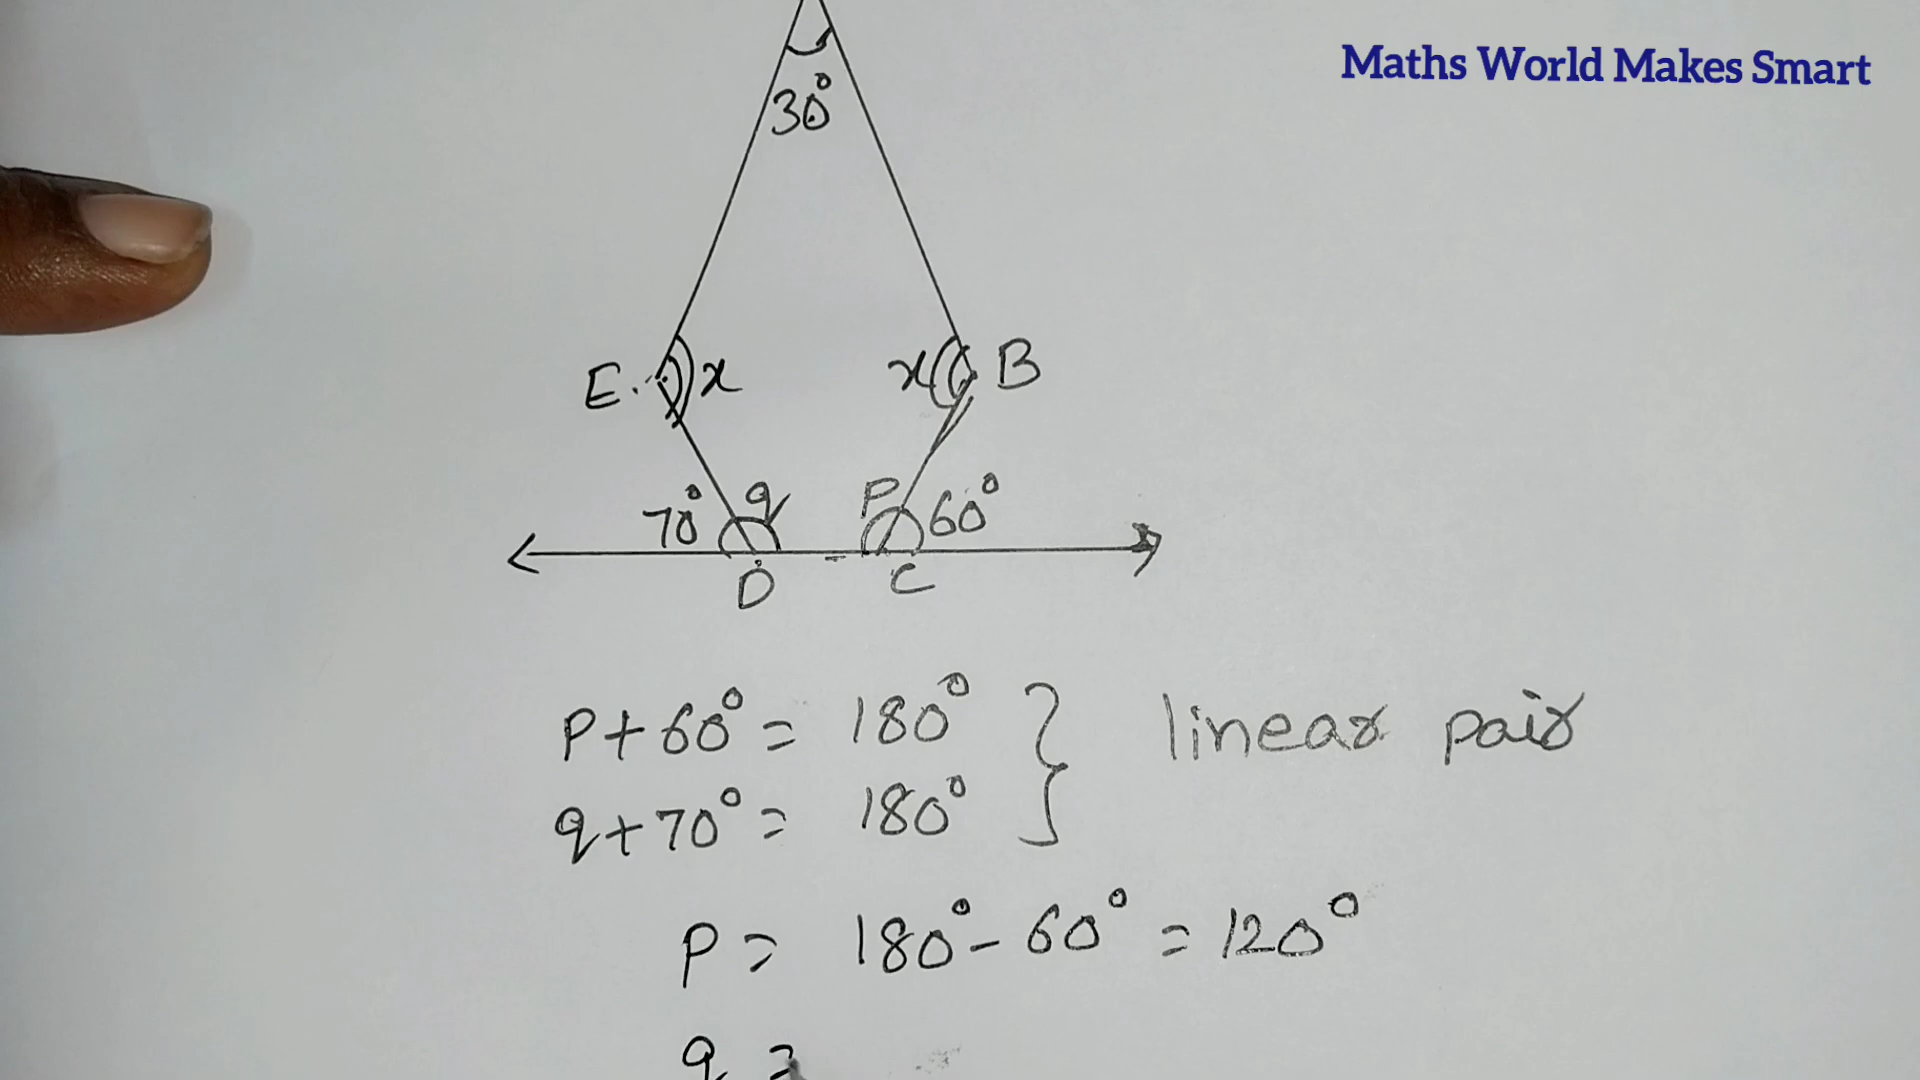 Maths World Makes Smart
30°
E. x x B
70° q P 60°
D C
P+60° = 180° } linear pair
q+70° = 180°
P = 180° - 60° = 120°
q =